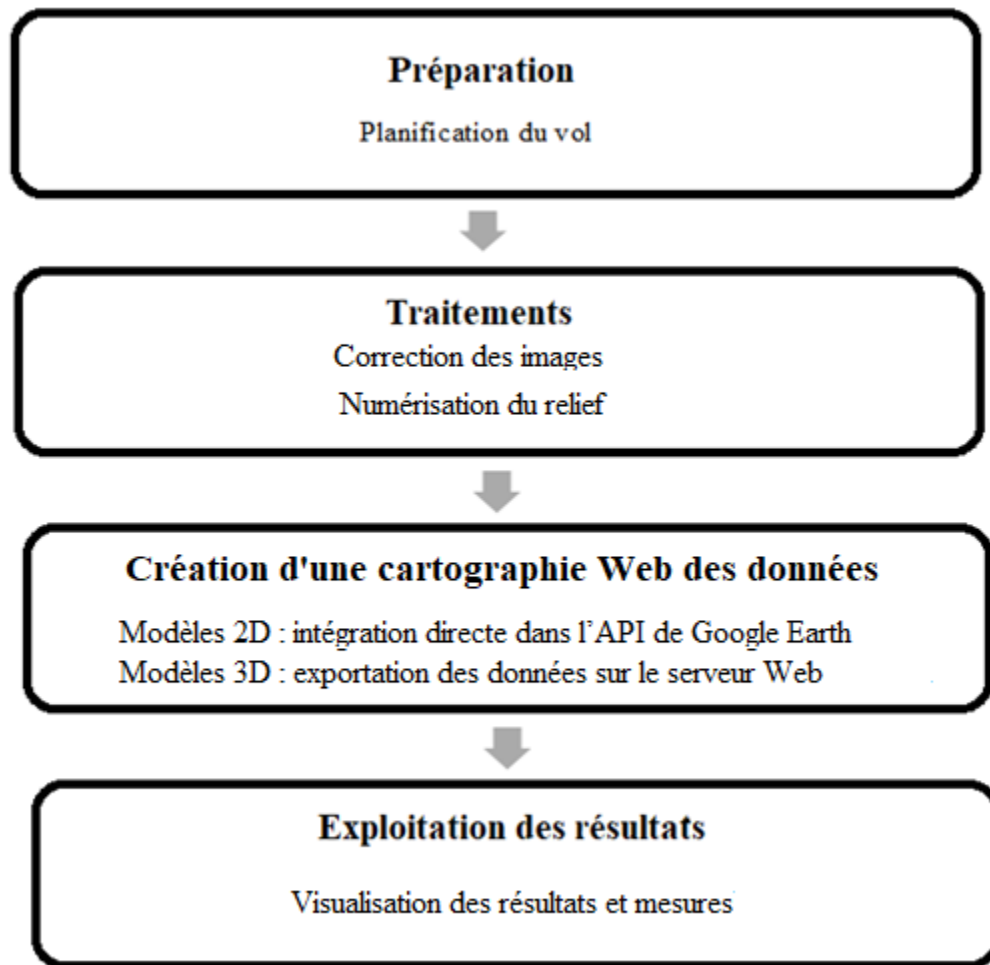 Préparation
Planification du vol
Traitements
Correction des images
Numérisation du relief
Création d'une cartographie Web des données
Modèles 2D : intégration directe dans l’API de Google Earth
Modèles 3D : exportation des données sur le serveur Web
Exploitation des résultats
Visualisation des résultats et mesures